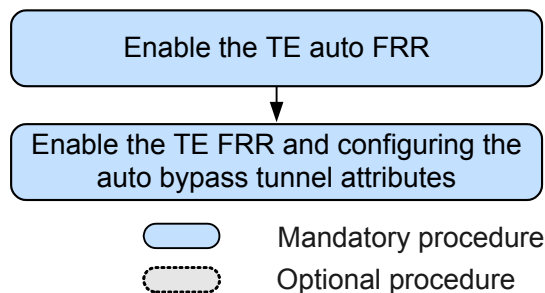 Enable the TE auto FRR
Enable the TE FRR and configuring the
auto bypass tunnel attributes
Mandatory procedure
Optional procedure